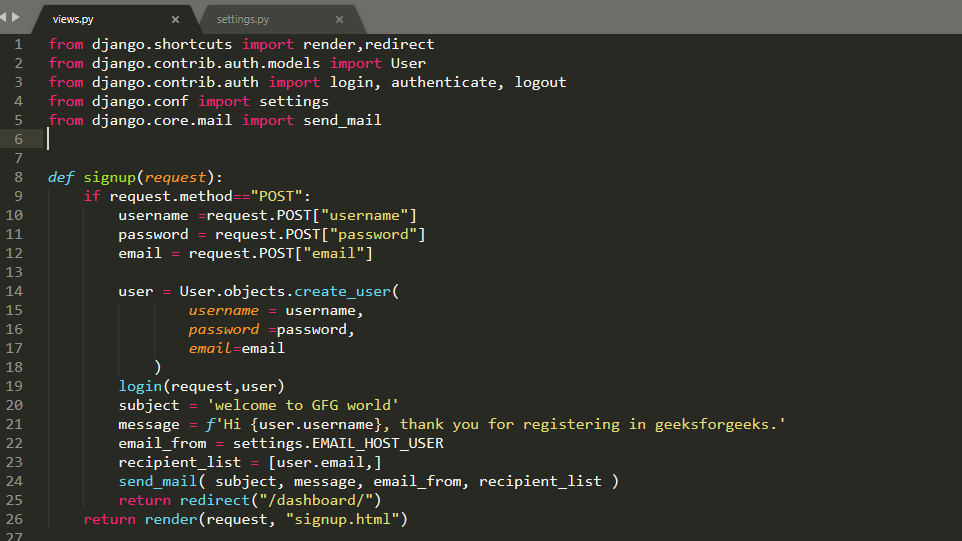 views.py × settings.py ×
1 from django.shortcuts import render,redirect
2 from django.contrib.auth.models import User
3 from django.contrib.auth import login, authenticate, logout
4 from django.conf import settings
5 from django.core.mail import send_mail
6
7
8 def signup(request):
9     if request.method=="POST":
10         username =request.POST["username"]
11         password = request.POST["password"]
12         email = request.POST["email"]
13
14         user = User.objects.create_user(
15                 username = username,
16                 password =password,
17                 email=email
18             )
19         login(request,user)
20         subject = 'welcome to GFG world'
21         message = f'Hi {user.username}, thank you for registering in geeksforgeeks.'
22         email_from = settings.EMAIL_HOST_USER
23         recipient_list = [user.email,]
24         send_mail( subject, message, email_from, recipient_list )
25         return redirect("/dashboard/")
26     return render(request, "signup.html")
27